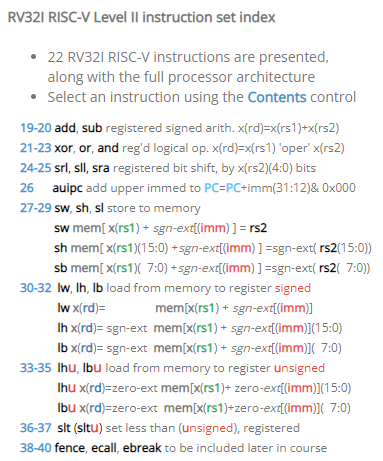 RV32I RISC-V Level II instruction set index
• 22 RV32I RISC-V instructions are presented,
along with the full processor architecture
• Select an instruction using the Contents control
19-20 add, sub registered signed arith. x(rd)=x(rs1)+x(rs2)
21-23 xor, or, and reg'd logical op. x(rd)=x(rs1) 'oper' x(rs2)
24-25 srl, sll, sra registered bit shift, by x(rs2)(4:0) bits
26 auipc add upper immed to PC=PC+imm(31:12)& 0x000
27-29 sw, sh, sl store to memory
sw mem[ x(rs1) + sgn-ext[(imm) ] = rs2
sh mem[ x(rs1)(15:0) +sgn-ext[(imm) ] =sgn-ext( rs2(15:0))
sb mem[ x(rs1)( 7:0) +sgn-ext[(imm) ] =sgn-ext( rs2( 7:0))
30-32 lw, lh, lb load from memory to register signed
lw x(rd)= mem[x(rs1) + sgn-ext[(imm)]
lh x(rd)= sgn-ext mem[x(rs1) + sgn-ext[(imm)](15:0)
lb x(rd)= sgn-ext mem[x(rs1) + sgn-ext[(imm)]( 7:0)
33-35 lhU, lbU load from memory to register unsigned
lhU x(rd)=zero-ext mem[x(rs1)+ zero-ext[(imm)](15:0)
lbU x(rd)=zero-ext mem[x(rs1)+zero-ext[(imm)]( 7:0)
36-37 slt (sltu) set less than (unsigned), registered
38-40 fence, ecall, ebreak to be included later in course